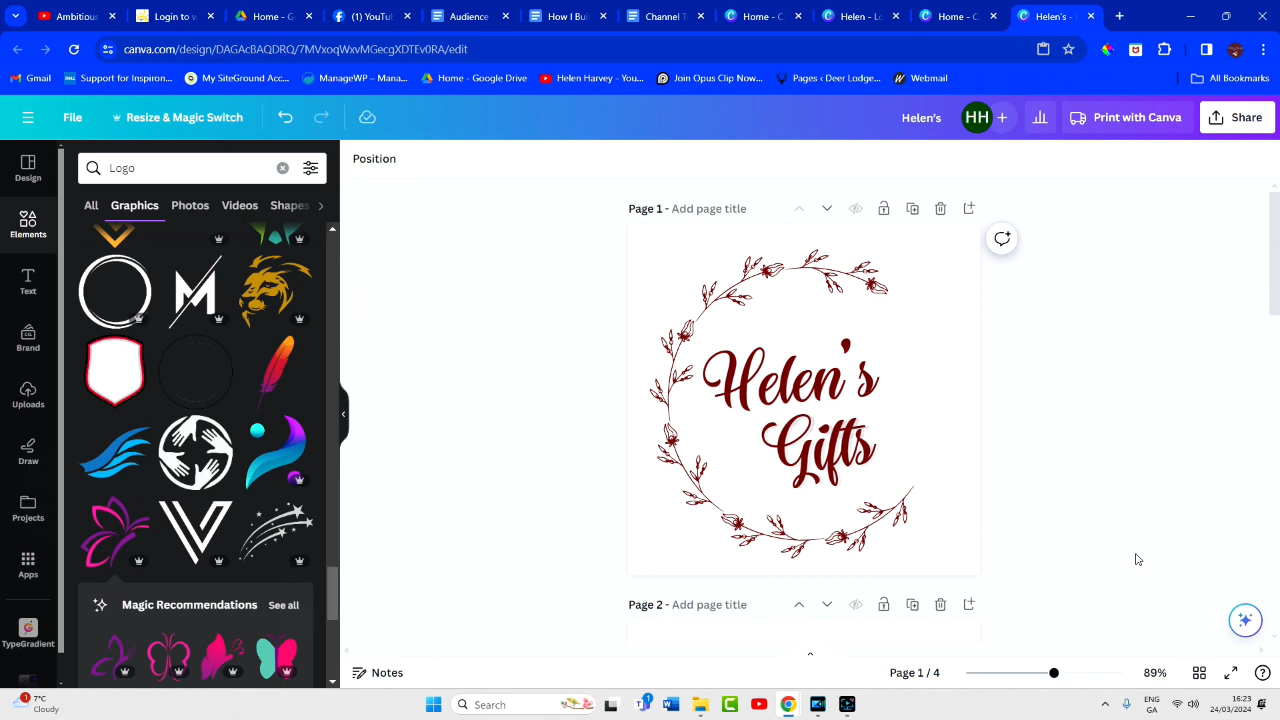 Ambitious
Login to v
Home - G
(1) YouTu
Audience
How I Bui
Channel T
Home - C
Helen - Lo
Home - C
Helen's -
canva.com/design/DAGAcBAQDRQ/7MVxoqWxvMGecgXDTEv0RA/edit
Gmail
Support for Inspiron...
My SiteGround Acc...
ManageWP – Mana...
Home - Google Drive
Helen Harvey - You...
Join Opus Clip Now...
Pages ‹ Deer Lodge...
Webmail
All Bookmarks
File
Resize & Magic Switch
Helen's
HH
Print with Canva
Share
Design
Elements
Text
Brand
Uploads
Draw
Projects
Apps
TypeGradient
Logo
All
Graphics
Photos
Videos
Shapes
M
V
Magic Recommendations
See all
Position
Page 1 - Add page title
Helen's
Gifts
Page 2 - Add page title
Notes
Page 1 / 4
89%
1
7°C
Cloudy
Search
1
ENG
GA
16:23
24/03/2024